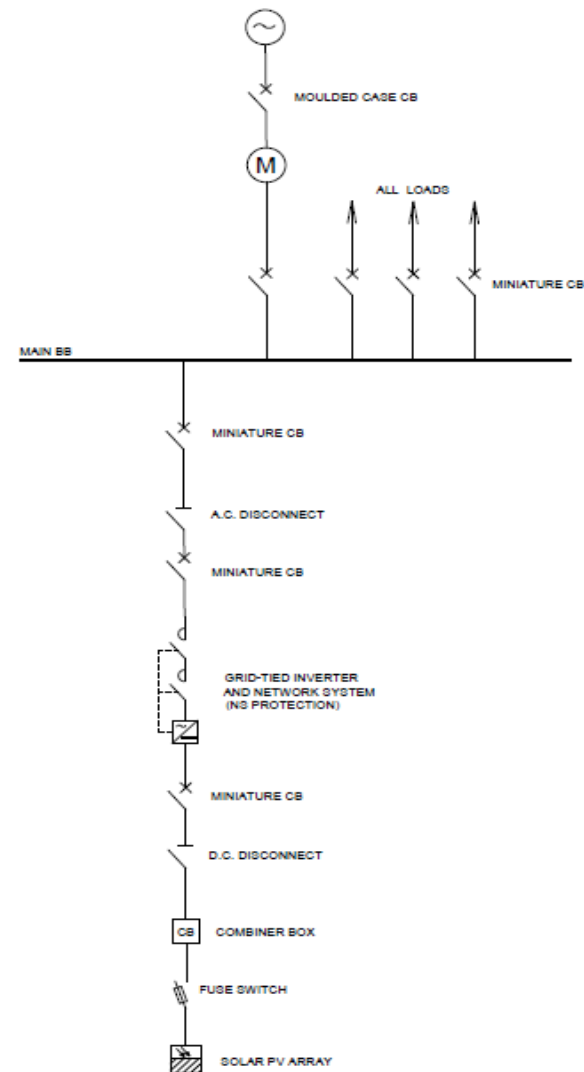 MOULDED CASE CB
M
ALL LOADS
MINIATURE CB
MAIN BB
MINIATURE CB
A.C. DISCONNECT
MINIATURE CB
GRID-TIED INVERTER
AND NETWORK SYSTEM
(NS PROTECTION)
MINIATURE CB
D.C. DISCONNECT
CB COMBINER BOX
FUSE SWITCH
SOLAR PV ARRAY